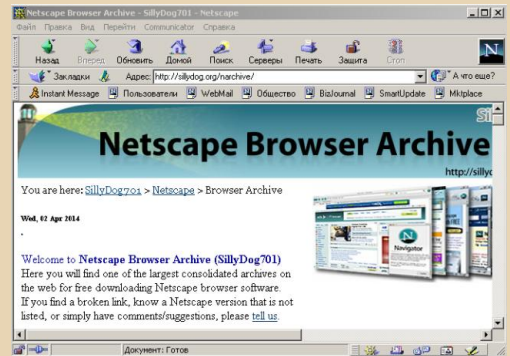 Netscape Browser Archive - SillyDog701 - Netscape
Файл Правка Вид Перейти Communicator Справка
Назад Вперед Обновить Домой Поиск Серверы Печать Защита Стоп
N
Закладки Адрес: http://sillydog.org/narchive/ А что еще?
Instant Message Пользователи WebMail Общество BizJournal SmartUpdate Mktplace
Netscape Browser Archive
http://sillyd
You are here: SillyDog701 > Netscape > Browser Archive
Wed, 02 Apr 2014
.
Welcome to Netscape Browser Archive (SillyDog701)
Here you will find one of the largest consolidated archives on
the web for free downloading Netscape browser software.
If you find a broken link, know a Netscape version that is not
listed, or simply have comments/suggestions, please tell us.
N
Navigator
Документ: Готов